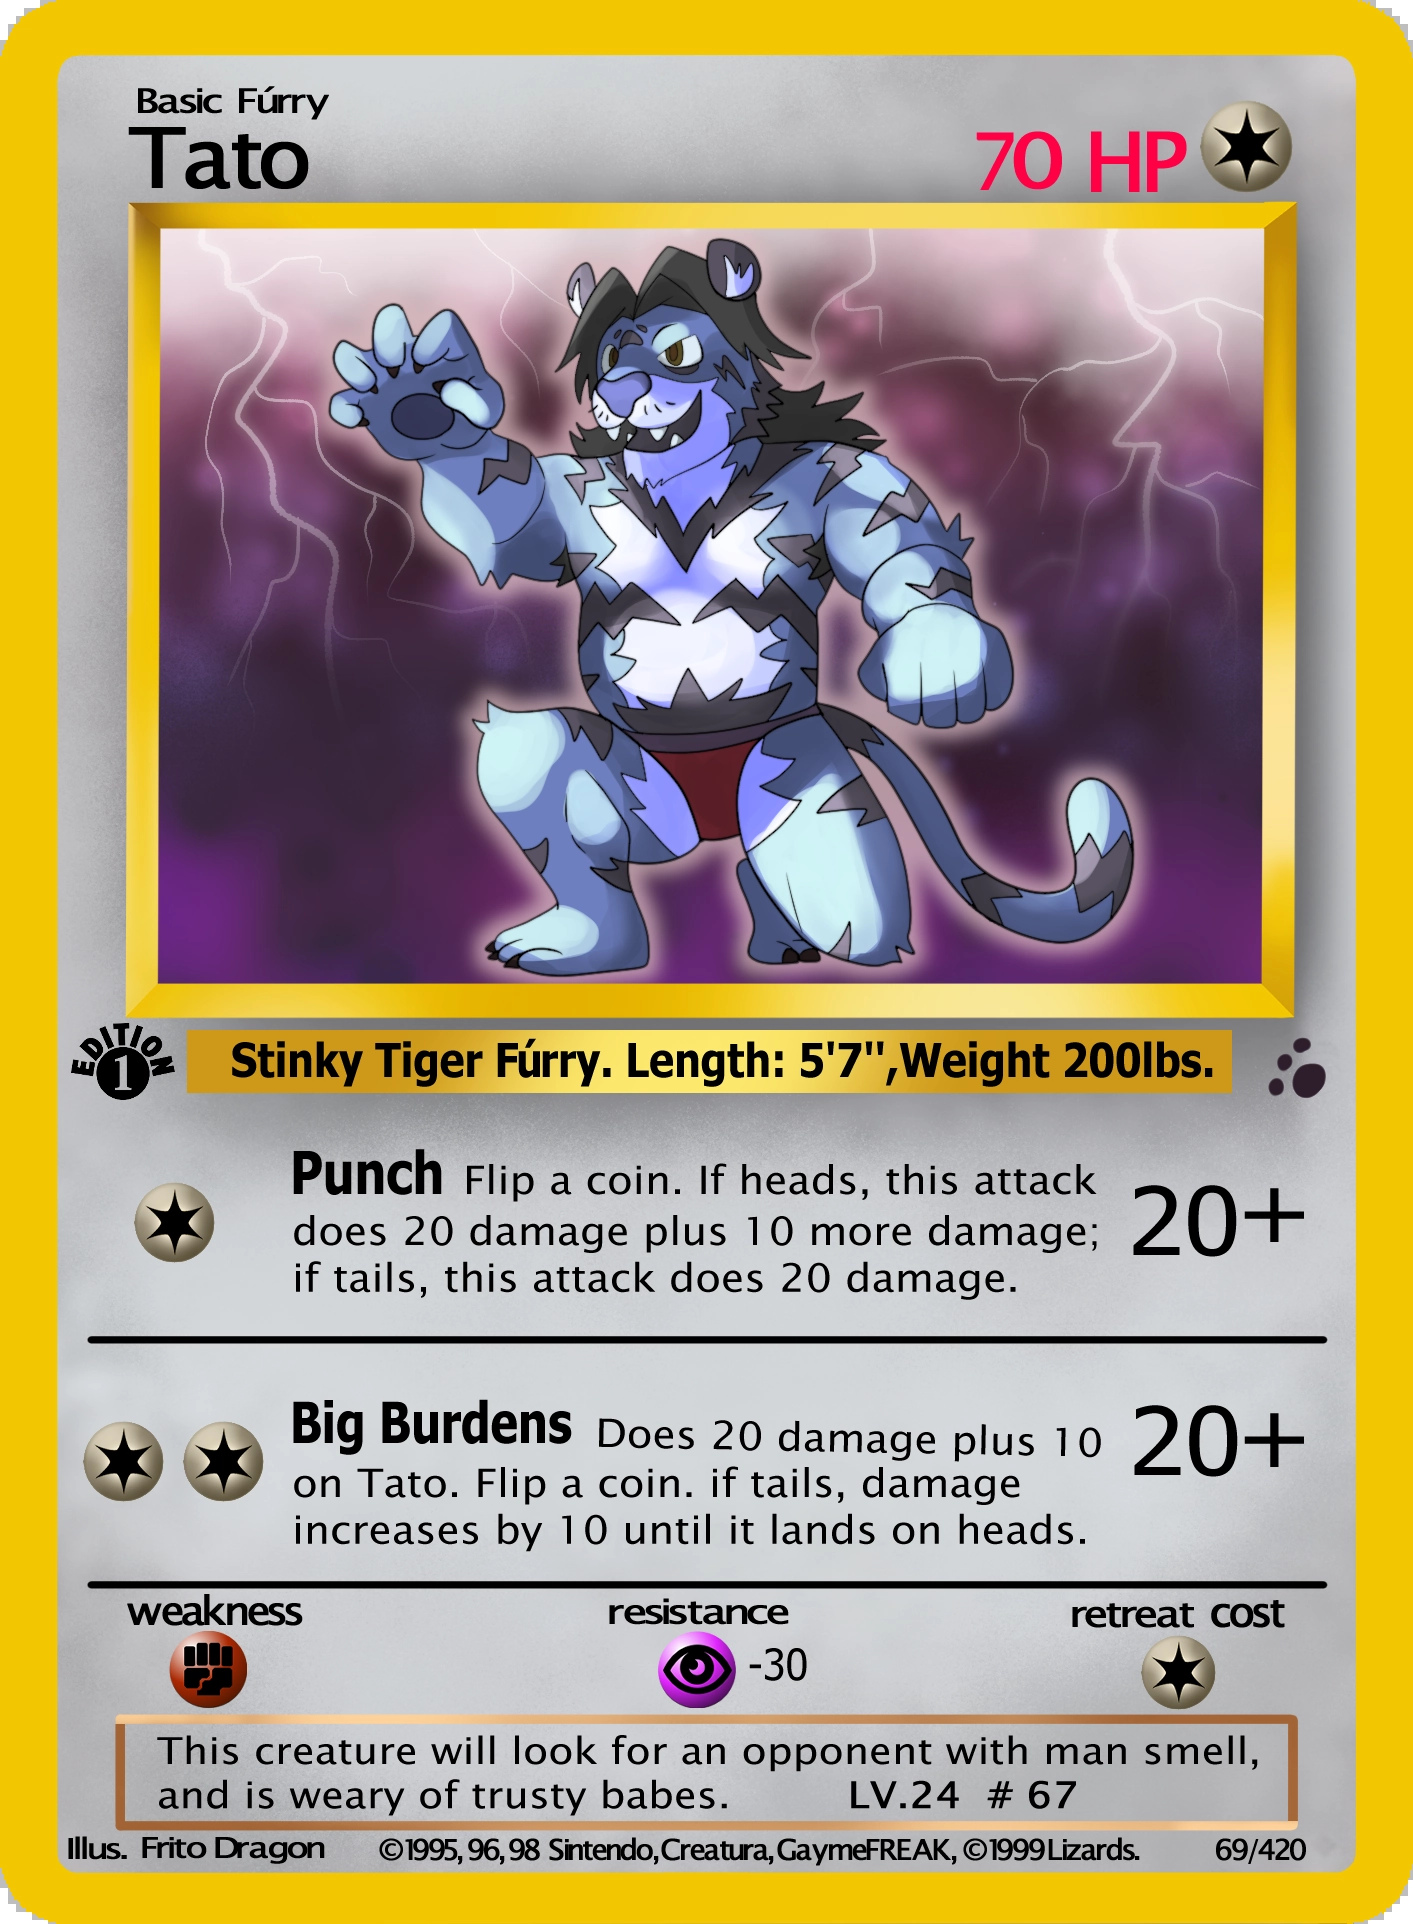 Basic Fúrry
Tato
70 HP
EDITION
1
Stinky Tiger Fúrry. Length: 5'7'',Weight 200lbs.
Punch Flip a coin. If heads, this attack
does 20 damage plus 10 more damage;
if tails, this attack does 20 damage.
20+
Big Burdens Does 20 damage plus 10
on Tato. Flip a coin. if tails, damage
increases by 10 until it lands on heads.
20+
weakness
resistance
-30
retreat cost
This creature will look for an opponent with man smell,
and is weary of trusty babes. LV.24 # 67
Illus. Frito Dragon ©1995, 96, 98 Sintendo, Creatura, GaymeFREAK, ©1999 Lizards. 69/420